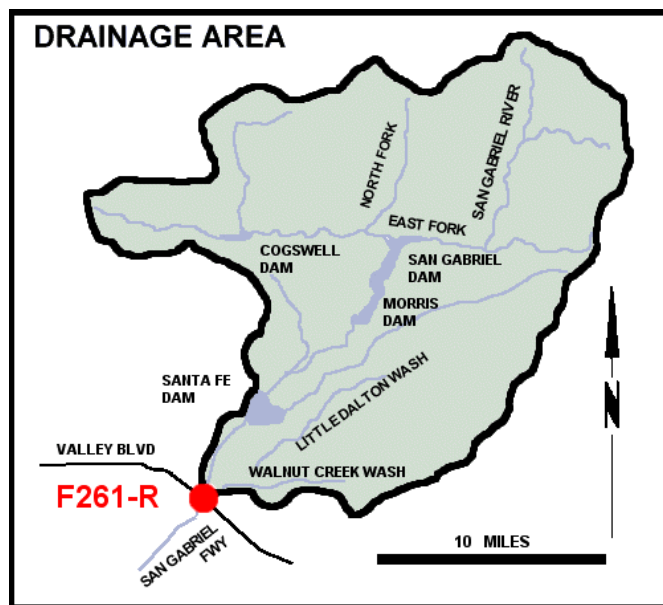 DRAINAGE AREA
NORTH FORK
SAN GABRIEL RIVER
EAST FORK
COGSWELL
DAM
SAN GABRIEL
DAM
MORRIS
DAM
SANTA FE
DAM
LITTLE DALTON WASH
N
VALLEY BLVD
WALNUT CREEK WASH
F261-R
SAN GABRIEL
FWY
10 MILES